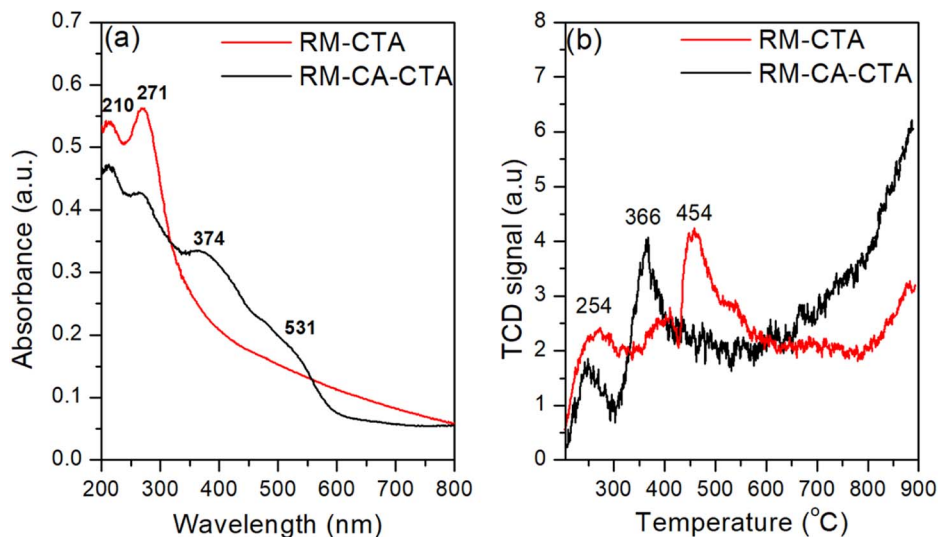 (a)
RM-CTA
RM-CA-CTA
210
271
374
531
0.7
0.6
0.5
0.4
0.3
0.2
0.1
0.0
Absorbance (a.u.)
200 300 400 500 600 700 800
Wavelength (nm)
(b)
RM-CTA
RM-CA-CTA
254
366
454
8
7
6
5
4
3
2
1
0
TCD signal (a.u)
300 400 500 600 700 800 900
Temperature (°C)